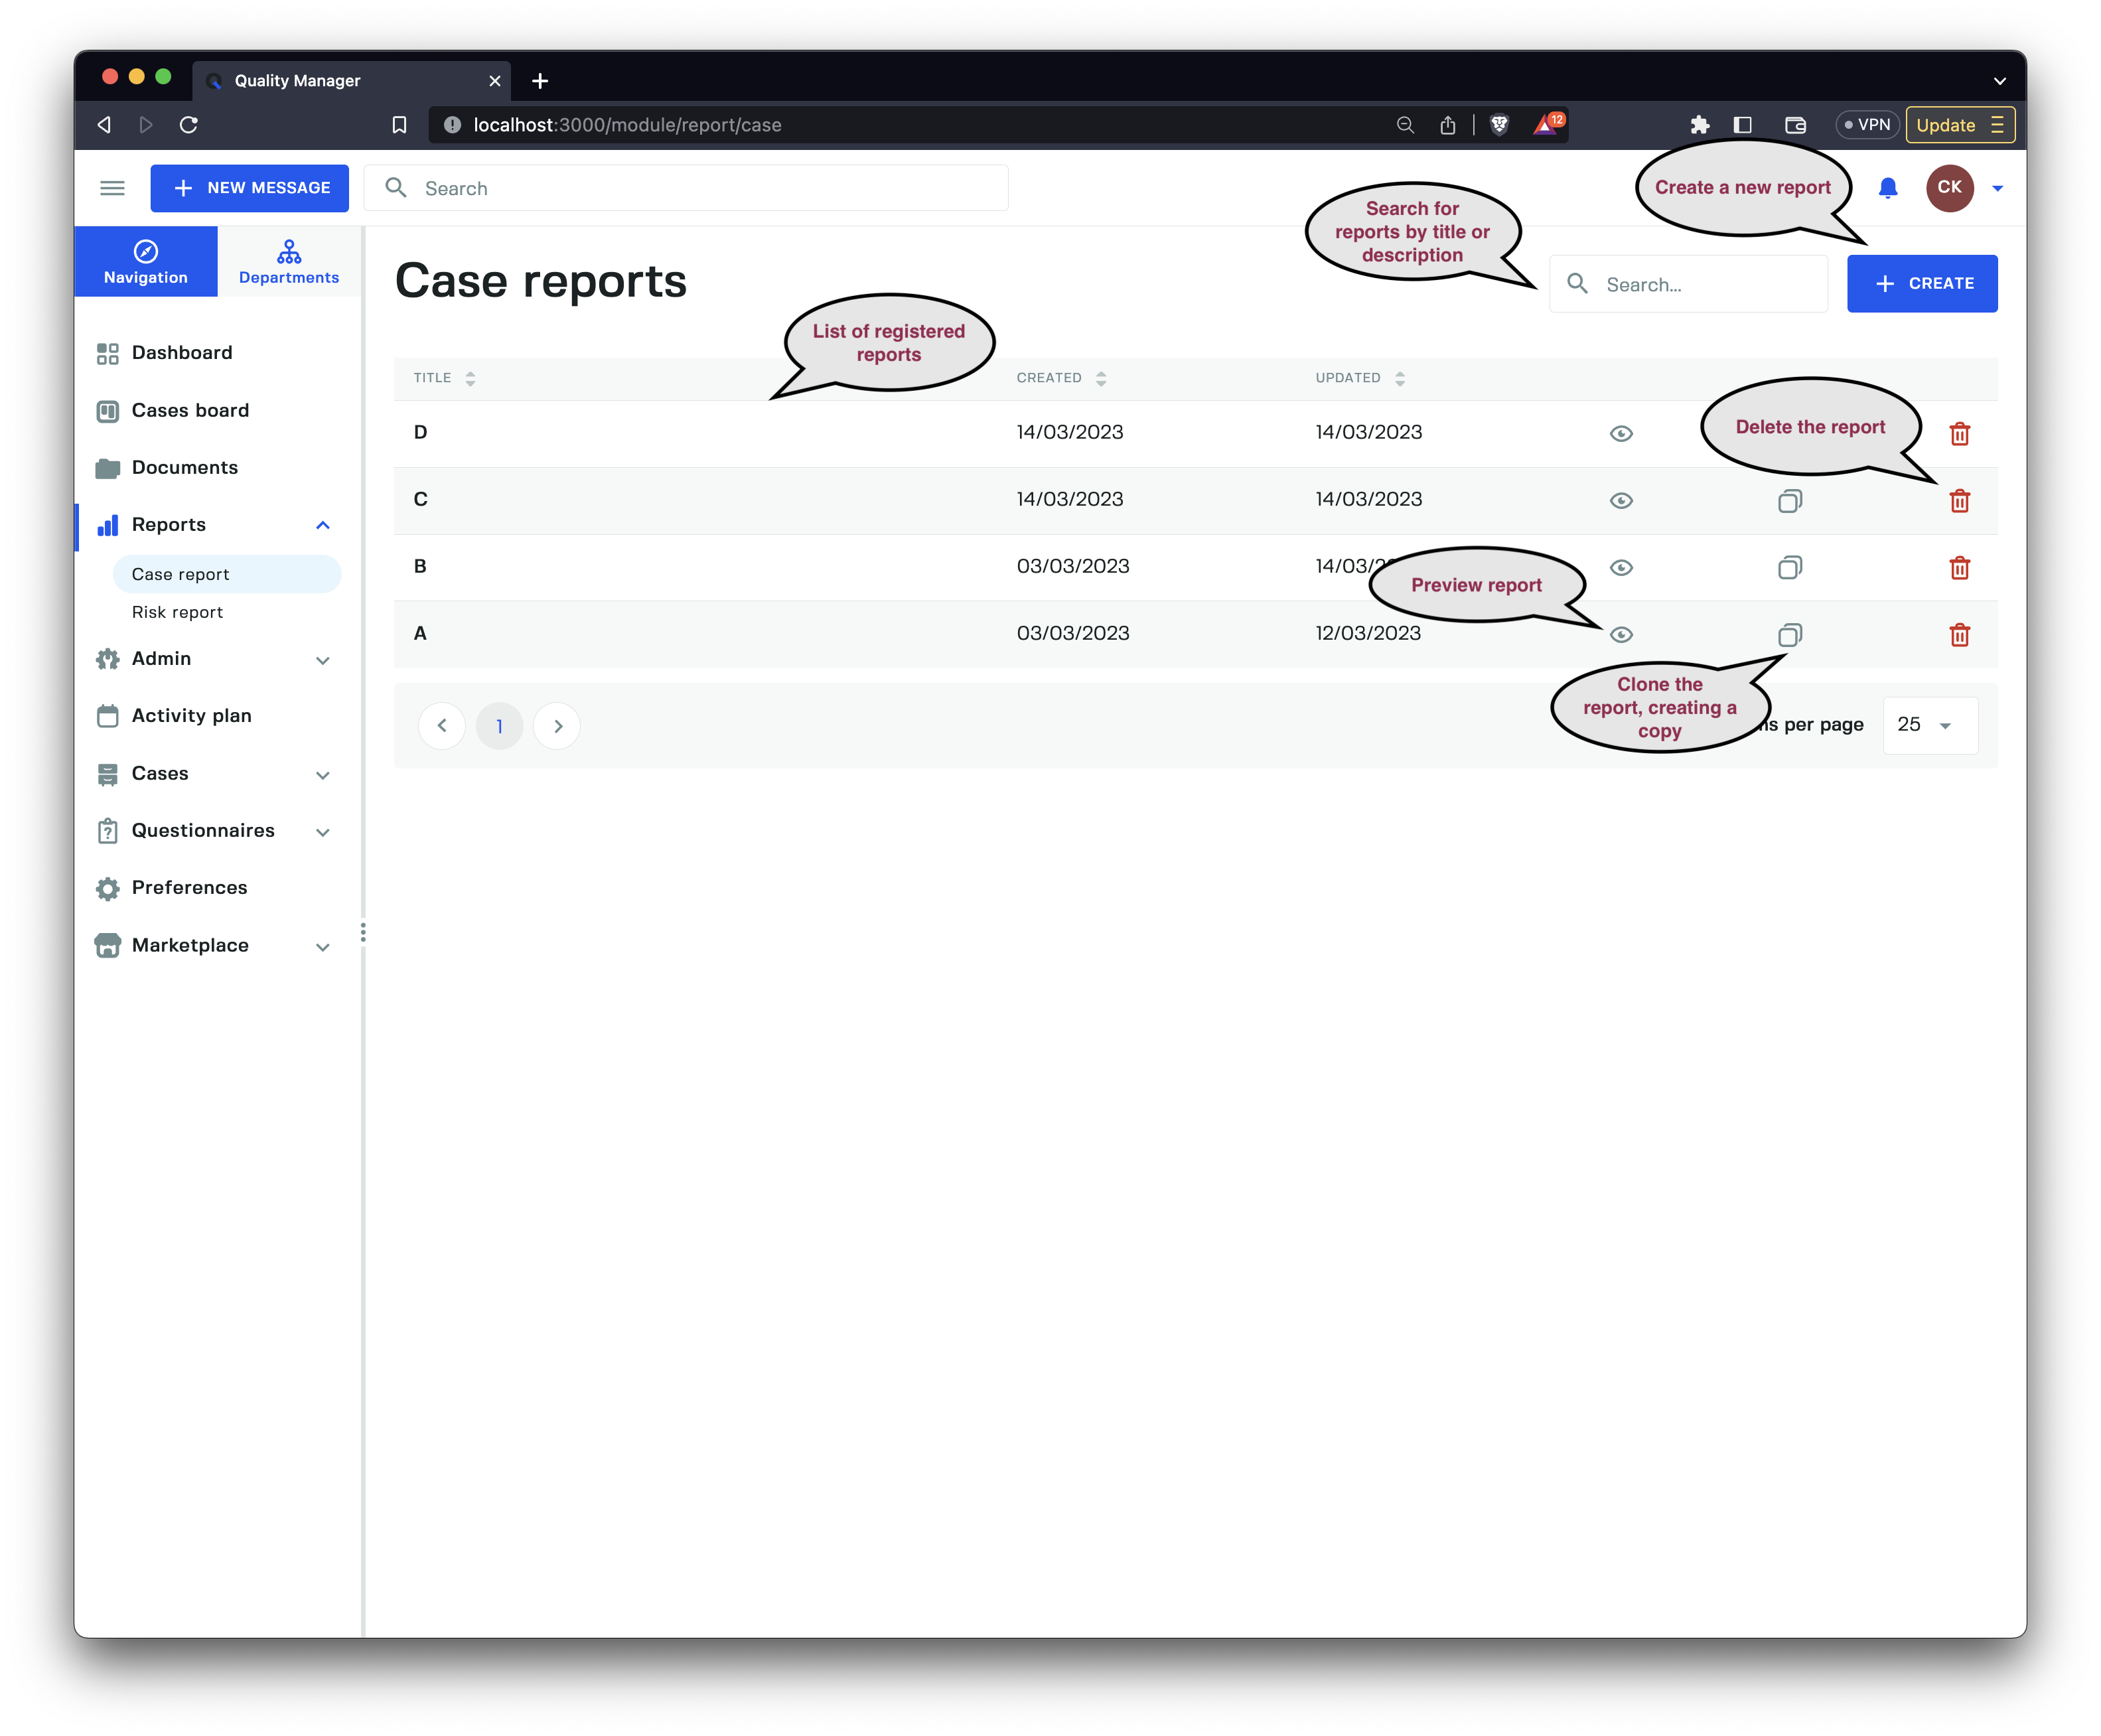 Quality Manager
localhost:3000/module/report/case
12
VPN
Update
NEW MESSAGE
Search
Create a new report
CK
Search for
reports by title or
description
Navigation
Departments
Case reports
Search...
CREATE
List of registered
reports
Dashboard
Cases board
Documents
Reports
Case report
Risk report
Admin
Activity plan
Cases
Questionnaires
Preferences
Marketplace
TITLE CREATED UPDATED
D 14/03/2023 14/03/2023
Delete the report
C 14/03/2023 14/03/2023
B 03/03/2023 14/03/2
Preview report
A 03/03/2023 12/03/2023
Clone the
report, creating a
copy
1
per page
25